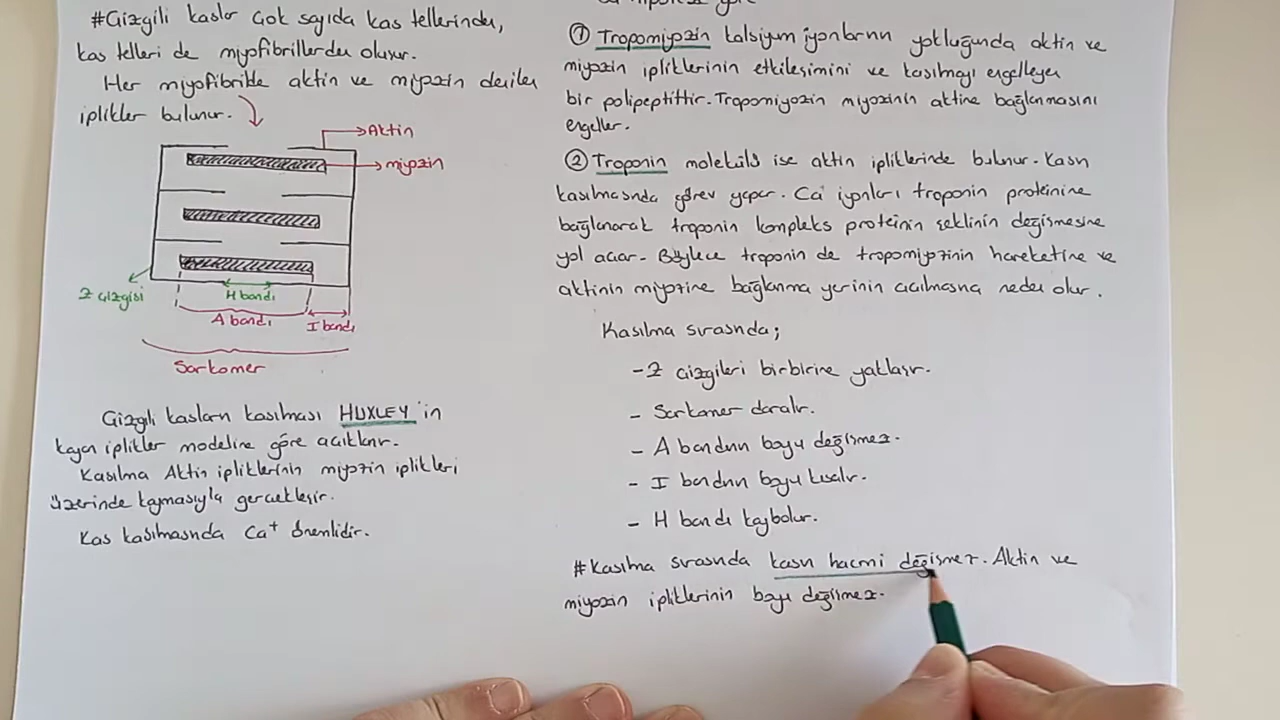 #Çizgili kaslar çok sayıda kas tellerinden,
kas telleri de miyofibrillerden oluşur.
Her miyofibrilde aktin ve miyozin denilen
iplikler bulunur.
Aktin
miyozin
Z çizgisi
H bandı
A bandı
I bandı
Sarkomer
Çizgili kasların kasılması HUXLEY'in
kayan iplikler modeline göre açıklanır.
Kasılma Aktin ipliklerinin miyozin iplikleri
üzerinde kaymasıyla gerçekleşir.
Kas kasılmasında Ca⁺ önemlidir.
① Tropomiyozin kalsiyum iyonlarının yokluğunda aktin ve
miyozin ipliklerinin etkileşimini ve kasılmayı engelleyen
bir polipeptittir. Tropomiyozin miyozinin aktine bağlanmasını
engeller.
② Troponin molekülü ise aktin ipliklerinde bulunur. Kasın
kasılmasında görev yapar. Ca iyonları troponin proteinine
bağlanarak troponin kompleks proteinin şeklinin değişmesine
yol açar. Böylece troponin de tropomiyozinin hareketine ve
aktinin miyozine bağlanma yerinin açılmasına neden olur.
Kasılma sırasında;
- Z çizgileri birbirine yaklaşır.
- Sarkomer daralır.
- A bandının boyu değişmez.
- I bandının boyu kısalır.
- H bandı kaybolur.
#Kasılma sırasında kasın hacmi değişmez. Aktin ve
miyozin ipliklerinin boyu değişmez.